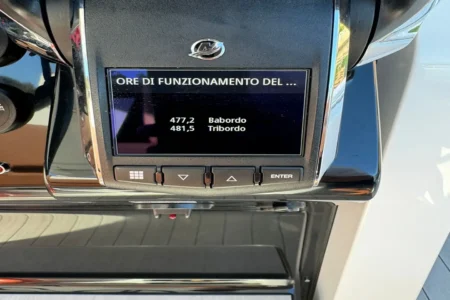 ORE DI FUNZIONAMENTO DEL ...
477,2 Babordo
481,5 Tribordo
ENTER